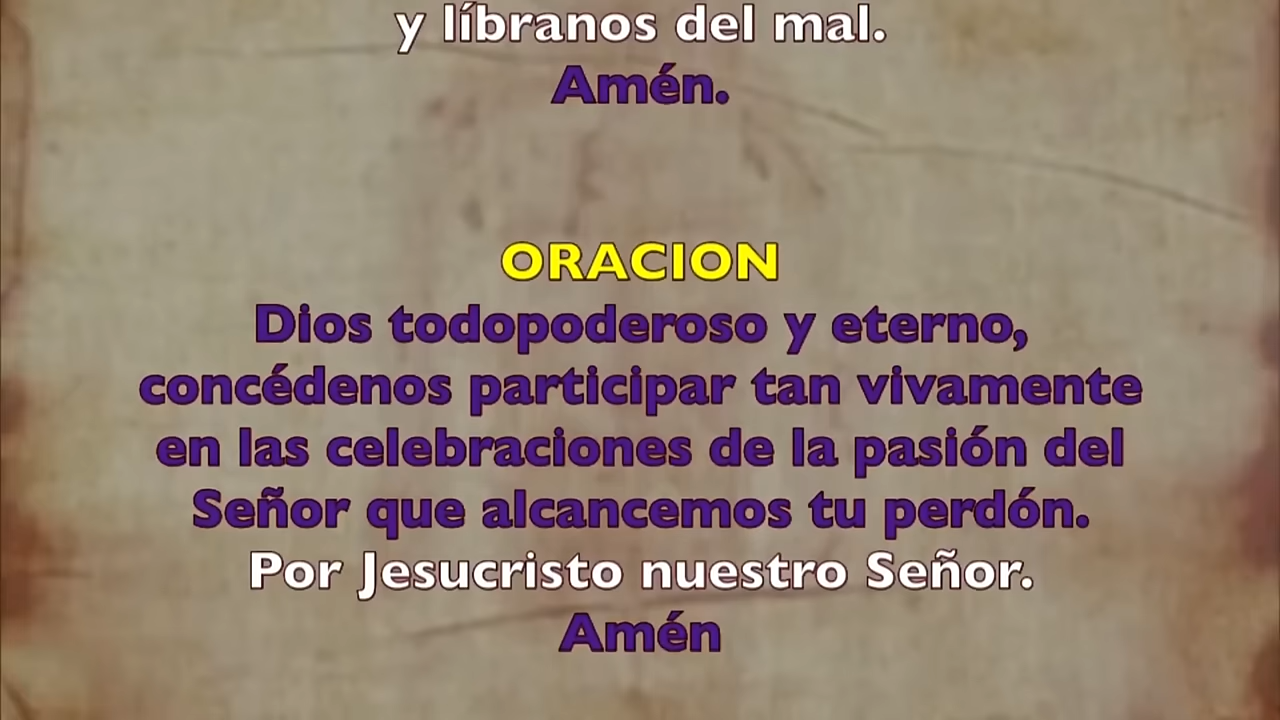 y líbranos del mal.
Amén.
ORACION
Dios todopoderoso y eterno,
concédenos participar tan vivamente
en las celebraciones de la pasión del
Señor que alcancemos tu perdón.
Por Jesucristo nuestro Señor.
Amén